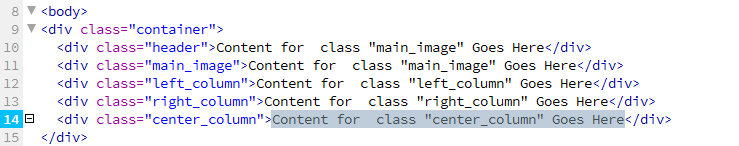 8 <body>
9 <div class="container">
10 <div class="header">Content for  class "main_image" Goes Here</div>
11 <div class="main_image">Content for  class "main_image" Goes Here</div>
12 <div class="left_column">Content for  class "left_column" Goes Here</div>
13 <div class="right_column">Content for  class "right_column" Goes Here</div>
14 <div class="center_column">Content for  class "center_column" Goes Here</div>
15 </div>